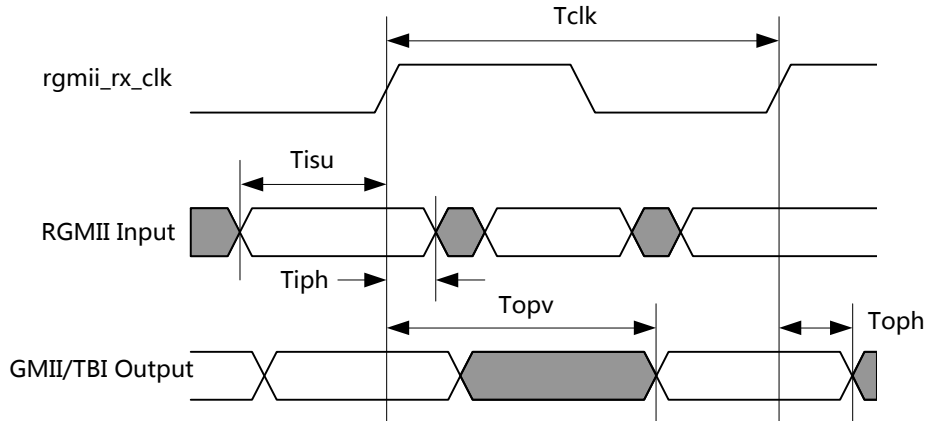 Tclk
rgmii_rx_clk
Tisu
RGMII Input
Tiph
Topv
Toph
GMII/TBI Output